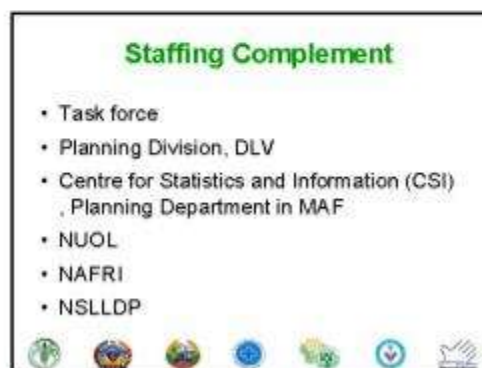 Staffing Complement
• Task force
• Planning Division, DLV
• Centre for Statistics and Information (CSI)
, Planning Department in MAF
• NUOL
• NAFRI
• NSLLDP